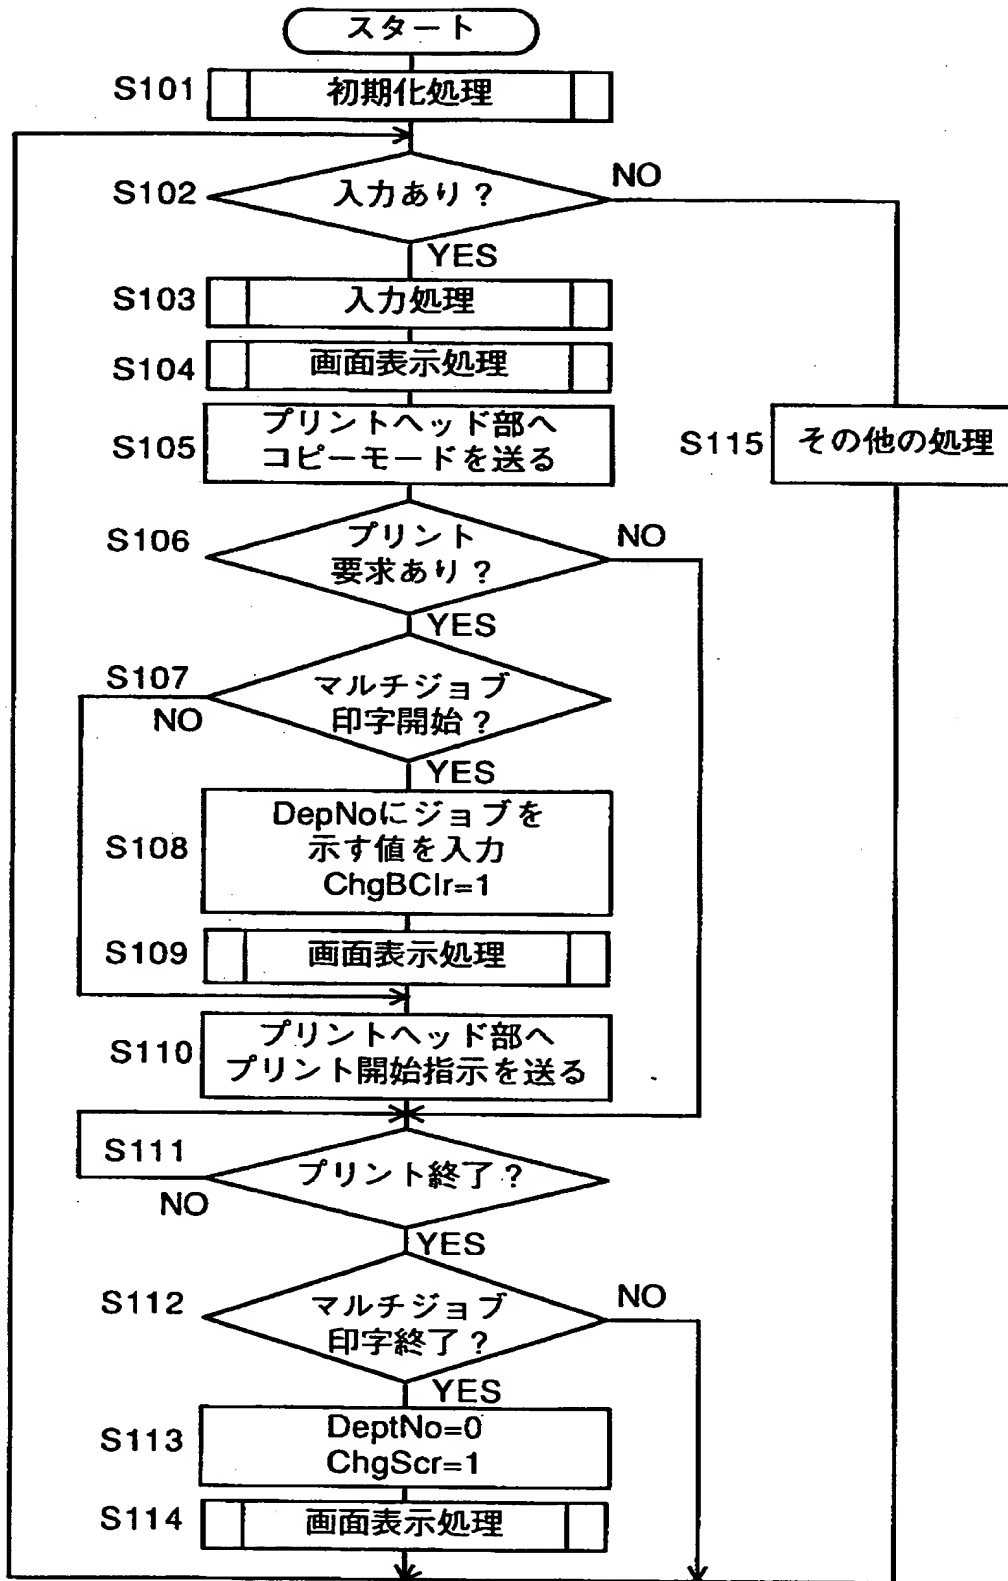 スタート
S101
初期化処理
S102
入力あり?
NO
YES
S103
入力処理
S104
画面表示処理
S105
プリントヘッド部へ
コピーモードを送る
S115
その他の処理
S106
プリント
要求あり?
NO
YES
S107
マルチジョブ
印字開始?
NO
YES
S108
DepNoにジョブを
示す値を入力
ChgBClr=1
S109
画面表示処理
S110
プリントヘッド部へ
プリント開始指示を送る
S111
プリント終了?
NO
YES
S112
マルチジョブ
印字終了?
NO
YES
S113
DeptNo=0
ChgScr=1
S114
画面表示処理